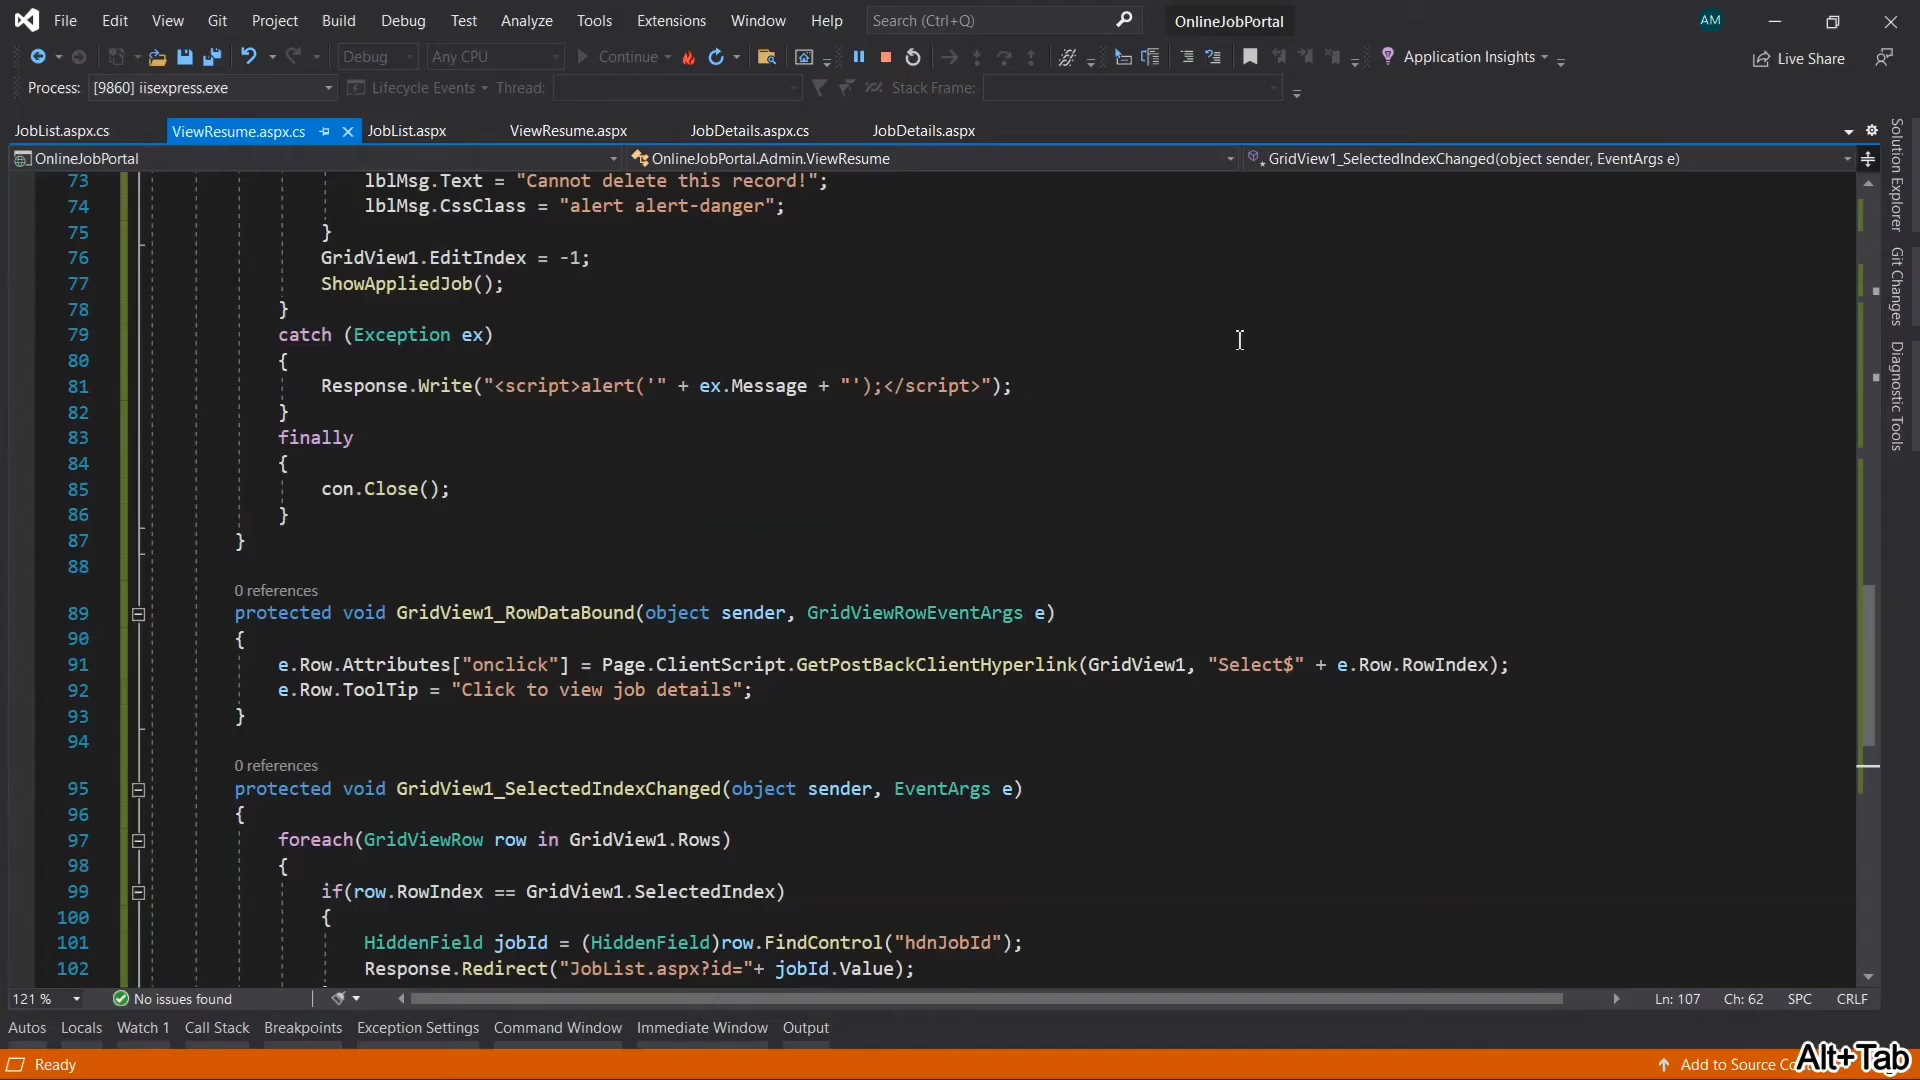 File Edit View Git Project Build Debug Test Analyze Tools Extensions Window Help Search (Ctrl+Q) OnlineJobPortal AM
Debug Any CPU Continue Application Insights Live Share
Process: [9860] iisexpress.exe Lifecycle Events Thread: Stack Frame:
JobList.aspx.cs ViewResume.aspx.cs JobList.aspx ViewResume.aspx JobDetails.aspx.cs JobDetails.aspx
OnlineJobPortal OnlineJobPortal.Admin.ViewResume GridView1_SelectedIndexChanged(object sender, EventArgs e)
73 lblMsg.Text = "Cannot delete this record!";
74 lblMsg.CssClass = "alert alert-danger";
75 }
76 GridView1.EditIndex = -1;
77 ShowAppliedJob();
78 }
79 catch (Exception ex)
80 {
81 Response.Write("<script>alert('" + ex.Message + "');</script>");
82 }
83 finally
84 {
85 con.Close();
86 }
87 }
88
0 references
89 protected void GridView1_RowDataBound(object sender, GridViewRowEventArgs e)
90 {
91 e.Row.Attributes["onclick"] = Page.ClientScript.GetPostBackClientHyperlink(GridView1, "Select$" + e.Row.RowIndex);
92 e.Row.ToolTip = "Click to view job details";
93 }
94
0 references
95 protected void GridView1_SelectedIndexChanged(object sender, EventArgs e)
96 {
97 foreach(GridViewRow row in GridView1.Rows)
98 {
99 if(row.RowIndex == GridView1.SelectedIndex)
100 {
101 HiddenField jobId = (HiddenField)row.FindControl("hdnJobId");
102 Response.Redirect("JobList.aspx?id="+ jobId.Value);
Solution Explorer
Git Changes
Diagnostic Tools
121 % No issues found Ln: 107 Ch: 62 SPC CRLF
Autos Locals Watch 1 Call Stack Breakpoints Exception Settings Command Window Immediate Window Output
Ready Add to Source
Alt+Tab